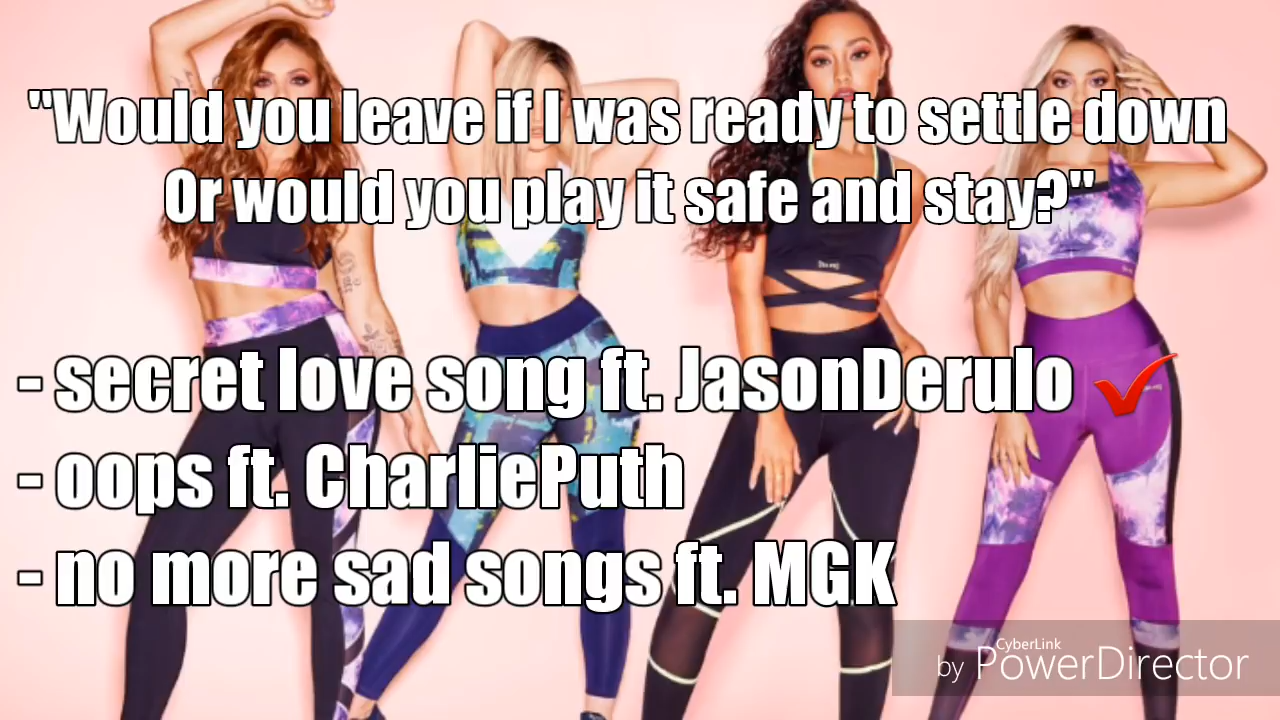 "Would you leave if I was ready to settle down
Or would you play it safe and stay?"
- secret love song ft. JasonDerulo
- oops ft. CharliePuth
- no more sad songs ft. MGK
CyberLink
by PowerDirector